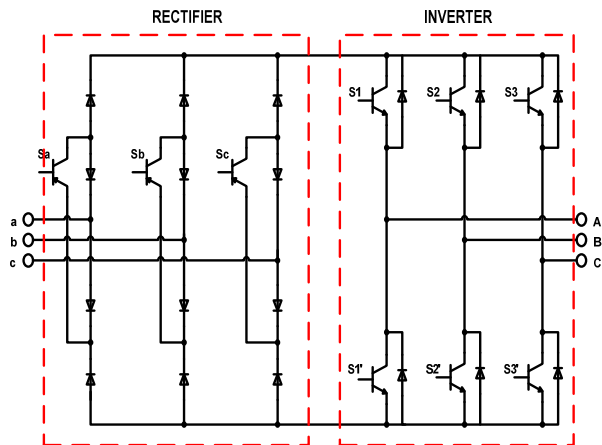 RECTIFIER INVERTER
S1 S2 S3
Sa Sb Sc
a A
b B
c C
S1' S2' S3'